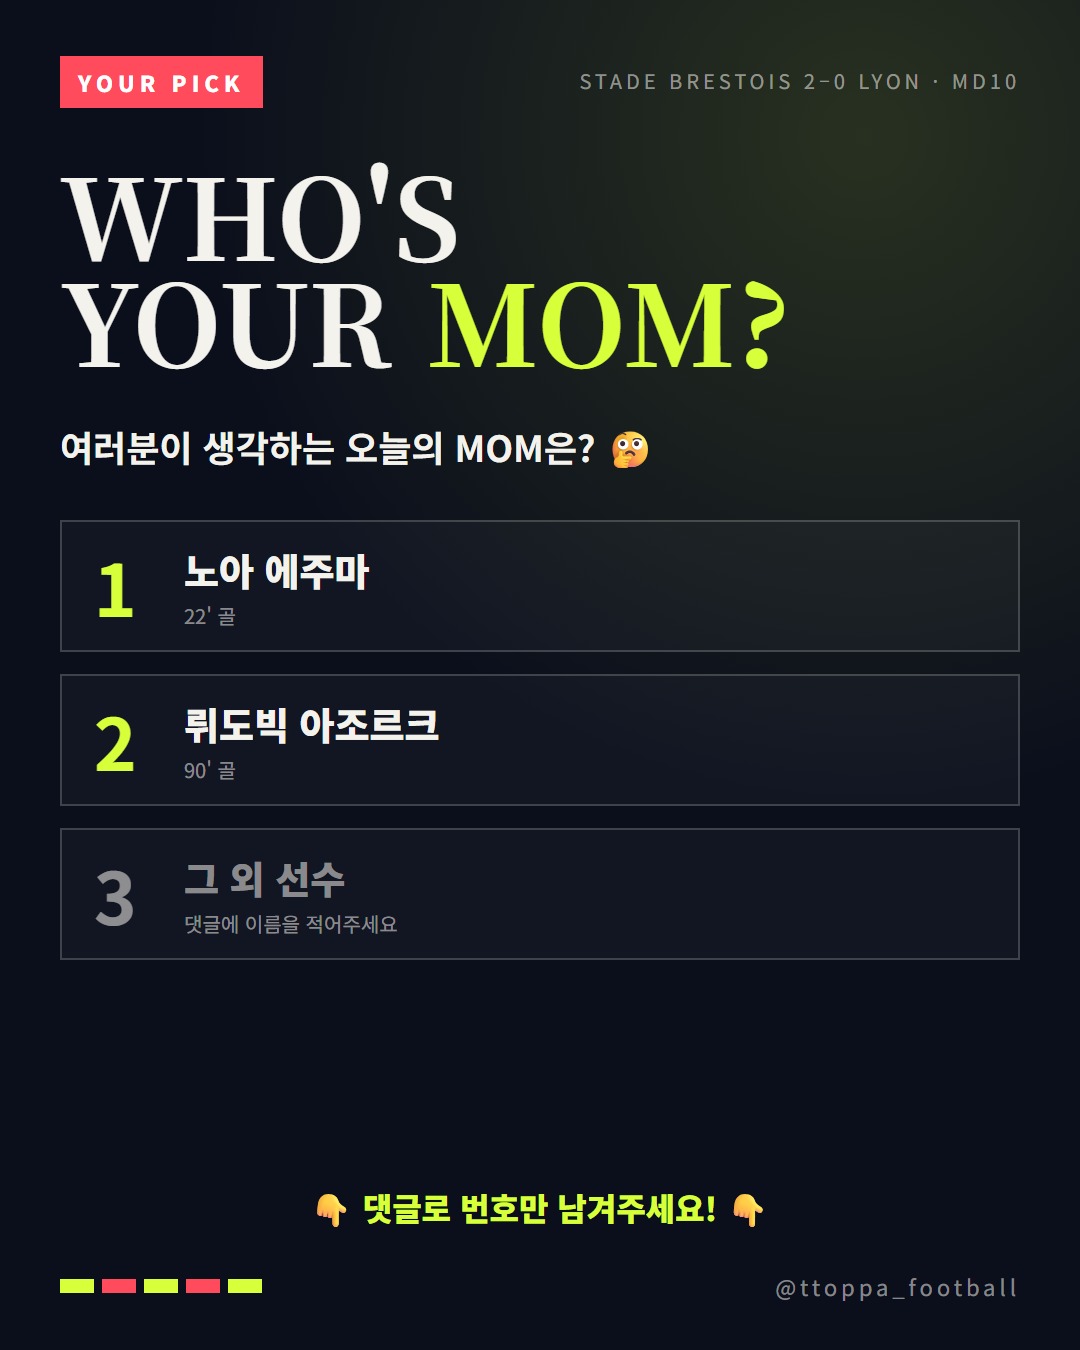 YOUR PICK
STADE BRESTOIS 2–0 LYON · MD10
WHO'S
YOUR MOM?
여러분이 생각하는 오늘의 MOM은? 🤔
1
노아 에주마
22' 골
2
뤼도빅 아조르크
90' 골
3
그 외 선수
댓글에 이름을 적어주세요
👇 댓글로 번호만 남겨주세요! 👇
@ttoppa_football